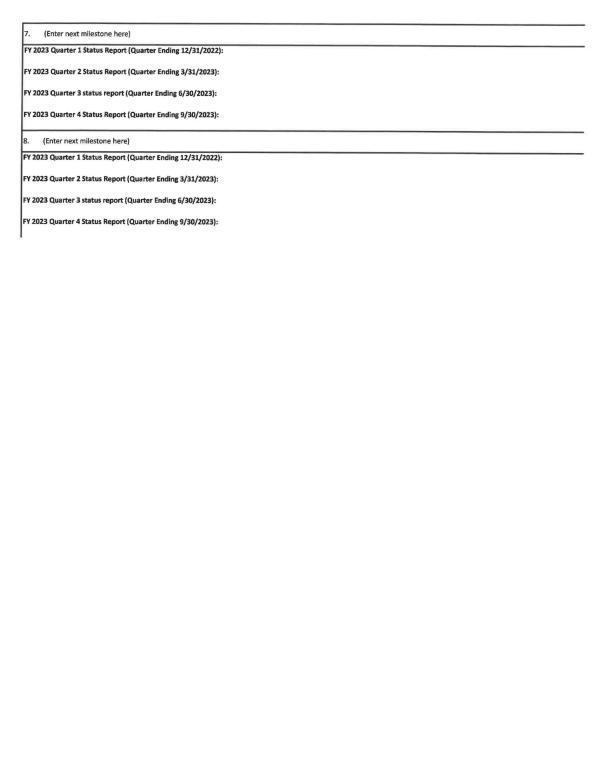 7. (Enter next milestone here)
FY 2023 Quarter 1 Status Report (Quarter Ending 12/31/2022):
FY 2023 Quarter 2 Status Report (Quarter Ending 3/31/2023):
FY 2023 Quarter 3 status report (Quarter Ending 6/30/2023):
FY 2023 Quarter 4 Status Report (Quarter Ending 9/30/2023):
8. (Enter next milestone here)
FY 2023 Quarter 1 Status Report (Quarter Ending 12/31/2022):
FY 2023 Quarter 2 Status Report (Quarter Ending 3/31/2023):
FY 2023 Quarter 3 status report (Quarter Ending 6/30/2023):
FY 2023 Quarter 4 Status Report (Quarter Ending 9/30/2023):